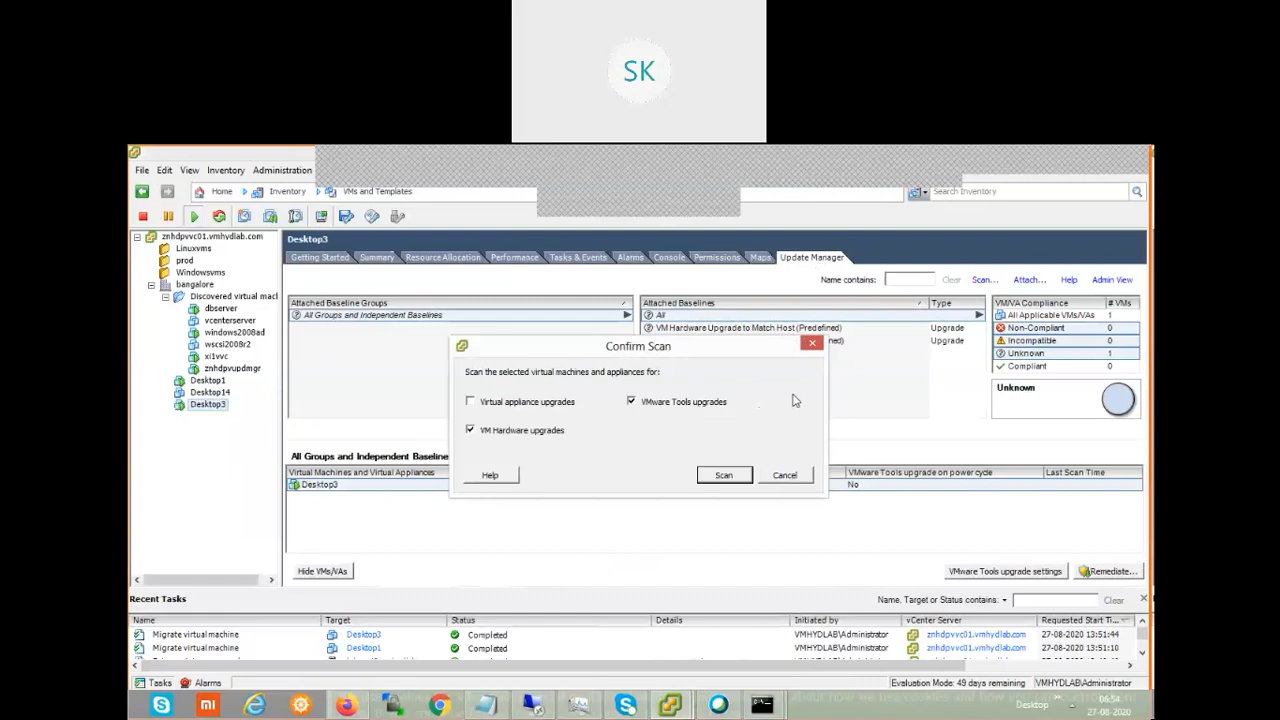 SK
File Edit View Inventory Administration
Home Inventory VMs and Templates Search Inventory
znhdpvvc01.vmhydlab.com
Linuxvms
prod
Windowsvms
bangalore
Discovered virtual macl
dbserver
vcenterserver
windows2008ad
wscsi2008r2
xi1vvc
znhdpvupdmgr
Desktop1
Desktop14
Desktop3
Desktop3
Getting Started Summary Resource Allocation Performance Tasks & Events Alarms Console Permissions Maps Update Manager
Name contains: Clear Scan... Attach... Help Admin View
Attached Baseline Groups
All Groups and Independent Baselines
Attached Baselines Type
All
VM Hardware Upgrade to Match Host (Predefined) Upgrade
Upgrade
VM/VA Compliance # VMs
All Applicable VMs/VAs 1
Non-Compliant 0
Incompatible 0
Unknown 1
Compliant 0
Unknown
Confirm Scan
Scan the selected virtual machines and appliances for:
Virtual appliance upgrades VMware Tools upgrades
VM Hardware upgrades
Help Scan Cancel
All Groups and Independent Baseline
Virtual Machines and Virtual Appliances VMware Tools upgrade on power cycle Last Scan Time
Desktop3 No
Hide VMs/VAs VMware Tools upgrade settings Remediate...
Recent Tasks Name, Target or Status contains: Clear
Name Target Status Details Initiated by vCenter Server Requested Start Ti...
Migrate virtual machine Desktop3 Completed VMHYDLAB\Administrator znhdpvvc01.vmhydlab.com 27-08-2020 13:51:44
Migrate virtual machine Desktop1 Completed VMHYDLAB\Administrator znhdpvvc01.vmhydlab.com 27-08-2020 13:51:10
Tasks Alarms Evaluation Mode: 49 days remaining VMHYDLAB\Administrator
Desktop 06:54
27-08-2020